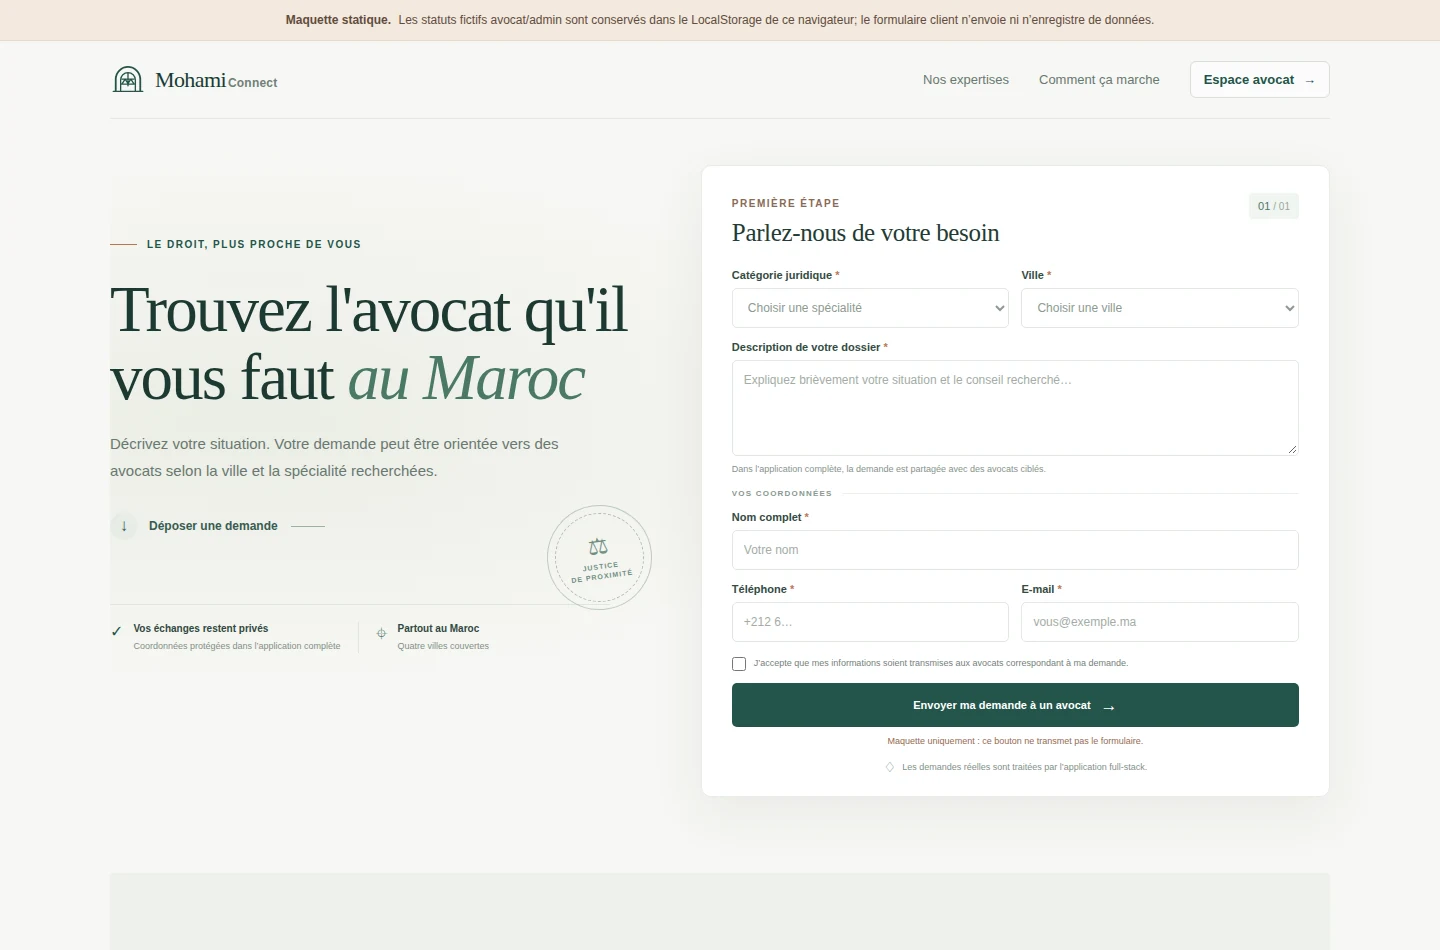 Maquette statique. Les statuts fictifs avocat/admin sont conservés dans le LocalStorage de ce navigateur; le formulaire client n’envoie ni n’enregistre de données.
Mohami Connect
Nos expertises
Comment ça marche
Espace avocat →
LE DROIT, PLUS PROCHE DE VOUS
Trouvez l'avocat qu'il
vous faut au Maroc
Décrivez votre situation. Votre demande peut être orientée vers des
avocats selon la ville et la spécialité recherchées.
↓ Déposer une demande
JUSTICE
DE PROXIMITÉ
✓ Vos échanges restent privés
Coordonnées protégées dans l’application complète
Partout au Maroc
Quatre villes couvertes
PREMIÈRE ÉTAPE
01 / 01
Parlez-nous de votre besoin
Catégorie juridique *
Ville *
Choisir une spécialité
Choisir une ville
Description de votre dossier *
Expliquez brièvement votre situation et le conseil recherché…
Dans l’application complète, la demande est partagée avec des avocats ciblés.
VOS COORDONNÉES
Nom complet *
Votre nom
Téléphone *
E-mail *
+212 6…
vous@exemple.ma
J’accepte que mes informations soient transmises aux avocats correspondant à ma demande.
Envoyer ma demande à un avocat →
Maquette uniquement : ce bouton ne transmet pas le formulaire.
Les demandes réelles sont traitées par l’application full-stack.